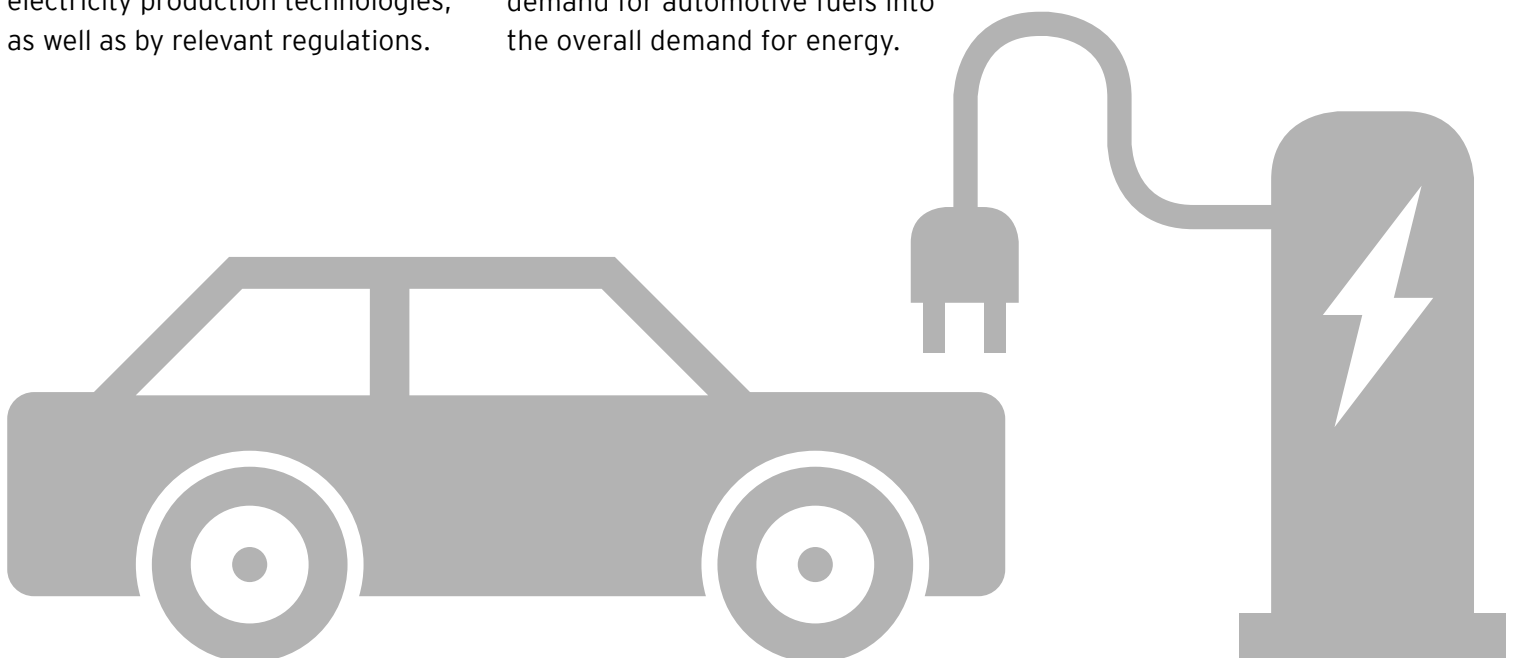 electricity production technologies,
as well as by relevant regulations.
demand for automotive fuels into
the overall demand for energy.